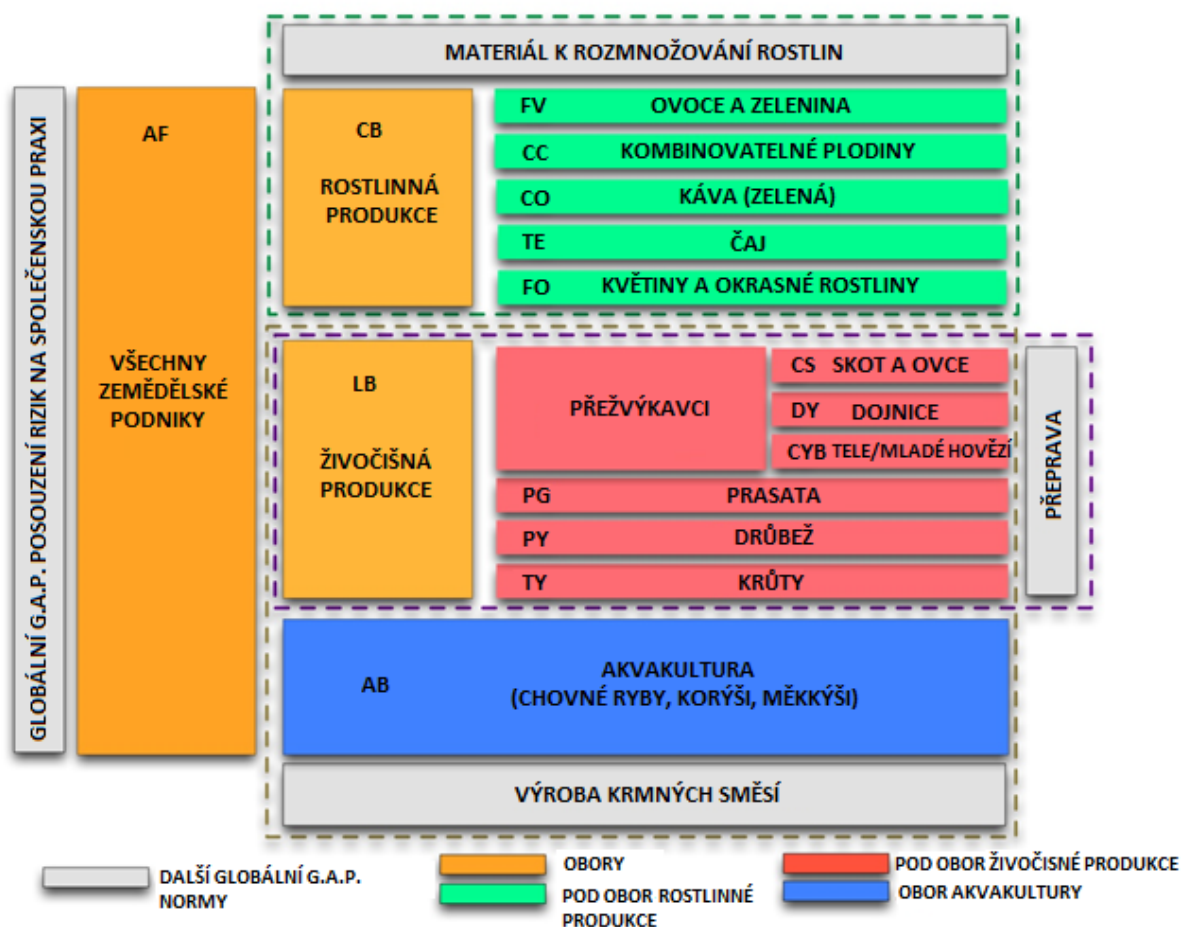 MATERIÁL K ROZMNOŽOVÁNÍ ROSTLIN
GLOBÁLNÍ G.A.P. POSOUZENÍ RIZIK NA SPOLEČENSKOU PRAXI
AF
VŠECHNY
ZEMĚDĚLSKÉ
PODNIKY
CB
ROSTLINNÁ
PRODUKCE
FV OVOCE A ZELENINA
CC KOMBINOVATELNÉ PLODINY
CO KÁVA (ZELENÁ)
TE ČAJ
FO KVĚTINY A OKRASNÉ ROSTLINY
LB
ŽIVOČIŠNÁ
PRODUKCE
PŘEŽVÝKAVCI
CS SKOT A OVCE
DY DOJNICE
CYB TELE/MLADÉ HOVĚZÍ
PG PRASATA
PY DRŮBEŽ
TY KRŮTY
PŘEPRAVA
AB
AKVAKULTURA
(CHOVNÉ RYBY, KORÝŠI, MĚKKÝŠI)
VÝROBA KRMNÝCH SMĚSÍ
DALŠÍ GLOBÁLNÍ G.A.P.
NORMY
OBORY
POD OBOR ROSTLINNÉ
PRODUKCE
POD OBOR ŽIVOČISNÉ PRODUKCE
OBOR AKVAKULTURY